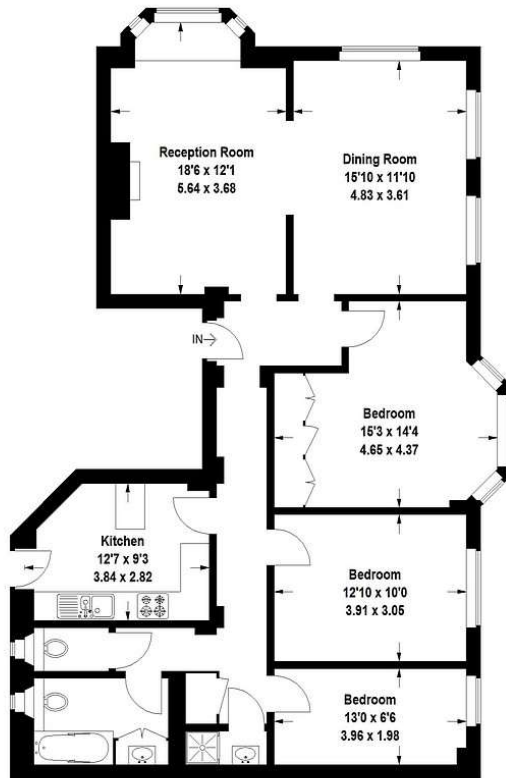 Reception Room
18'6 x 12'1
5.64 x 3.68
Dining Room
15'10 x 11'10
4.83 x 3.61
IN
Bedroom
15'3 x 14'4
4.65 x 4.37
Kitchen
12'7 x 9'3
3.84 x 2.82
Bedroom
12'10 x 10'0
3.91 x 3.05
Bedroom
13'0 x 6'6
3.96 x 1.98